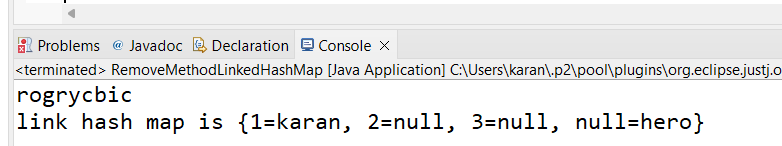 Problems @ Javadoc Declaration Console
<terminated> RemoveMethodLinkedHashMap [Java Application] C:\Users\karan\.p2\pool\plugins\org.eclipse.justj.o
rogrycbic
link hash map is {1=karan, 2=null, 3=null, null=hero}